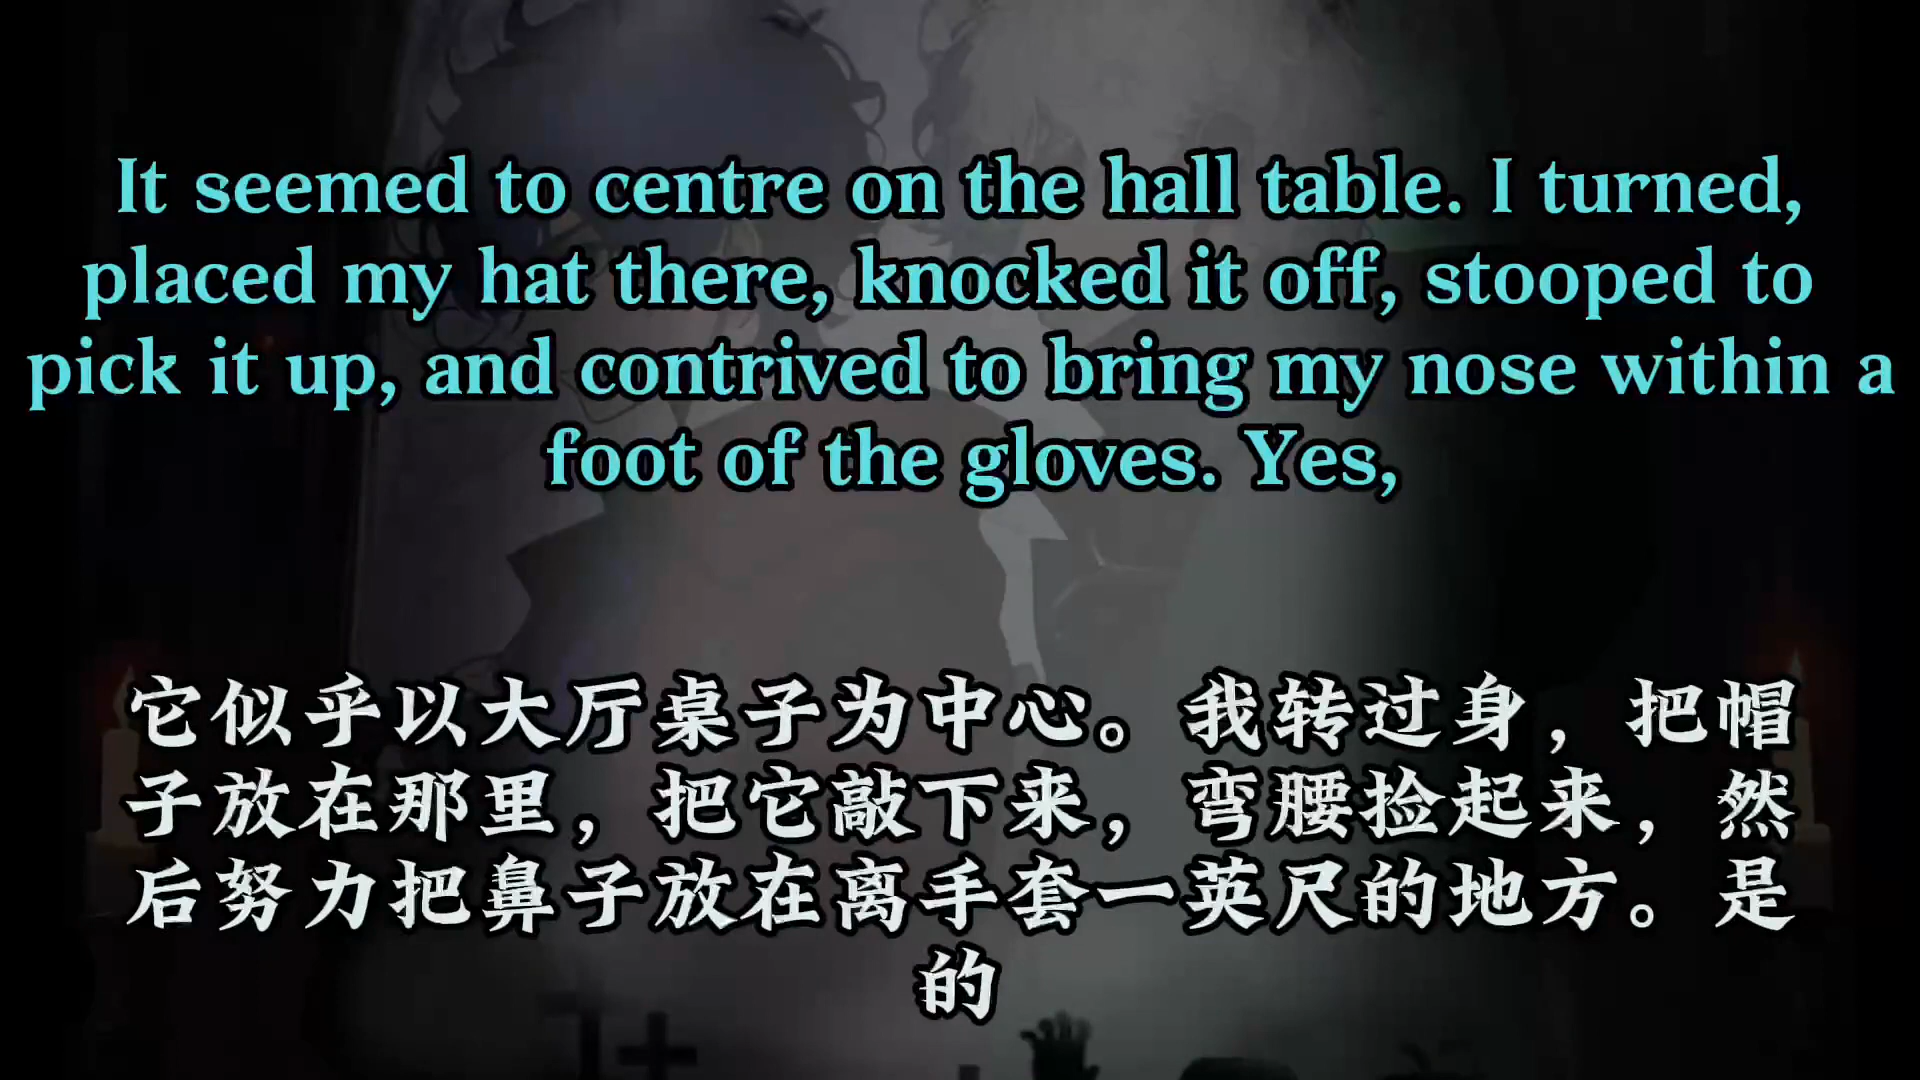 It seemed to centre on the hall table. I turned,
placed my hat there, knocked it off, stooped to
pick it up, and contrived to bring my nose within a
foot of the gloves. Yes,
它似乎以大厅桌子为中心。我转过身，把帽
子放在那里，把它敲下来，弯腰捡起来，然
后努力把鼻子放在离手套一英尺的地方。是
的